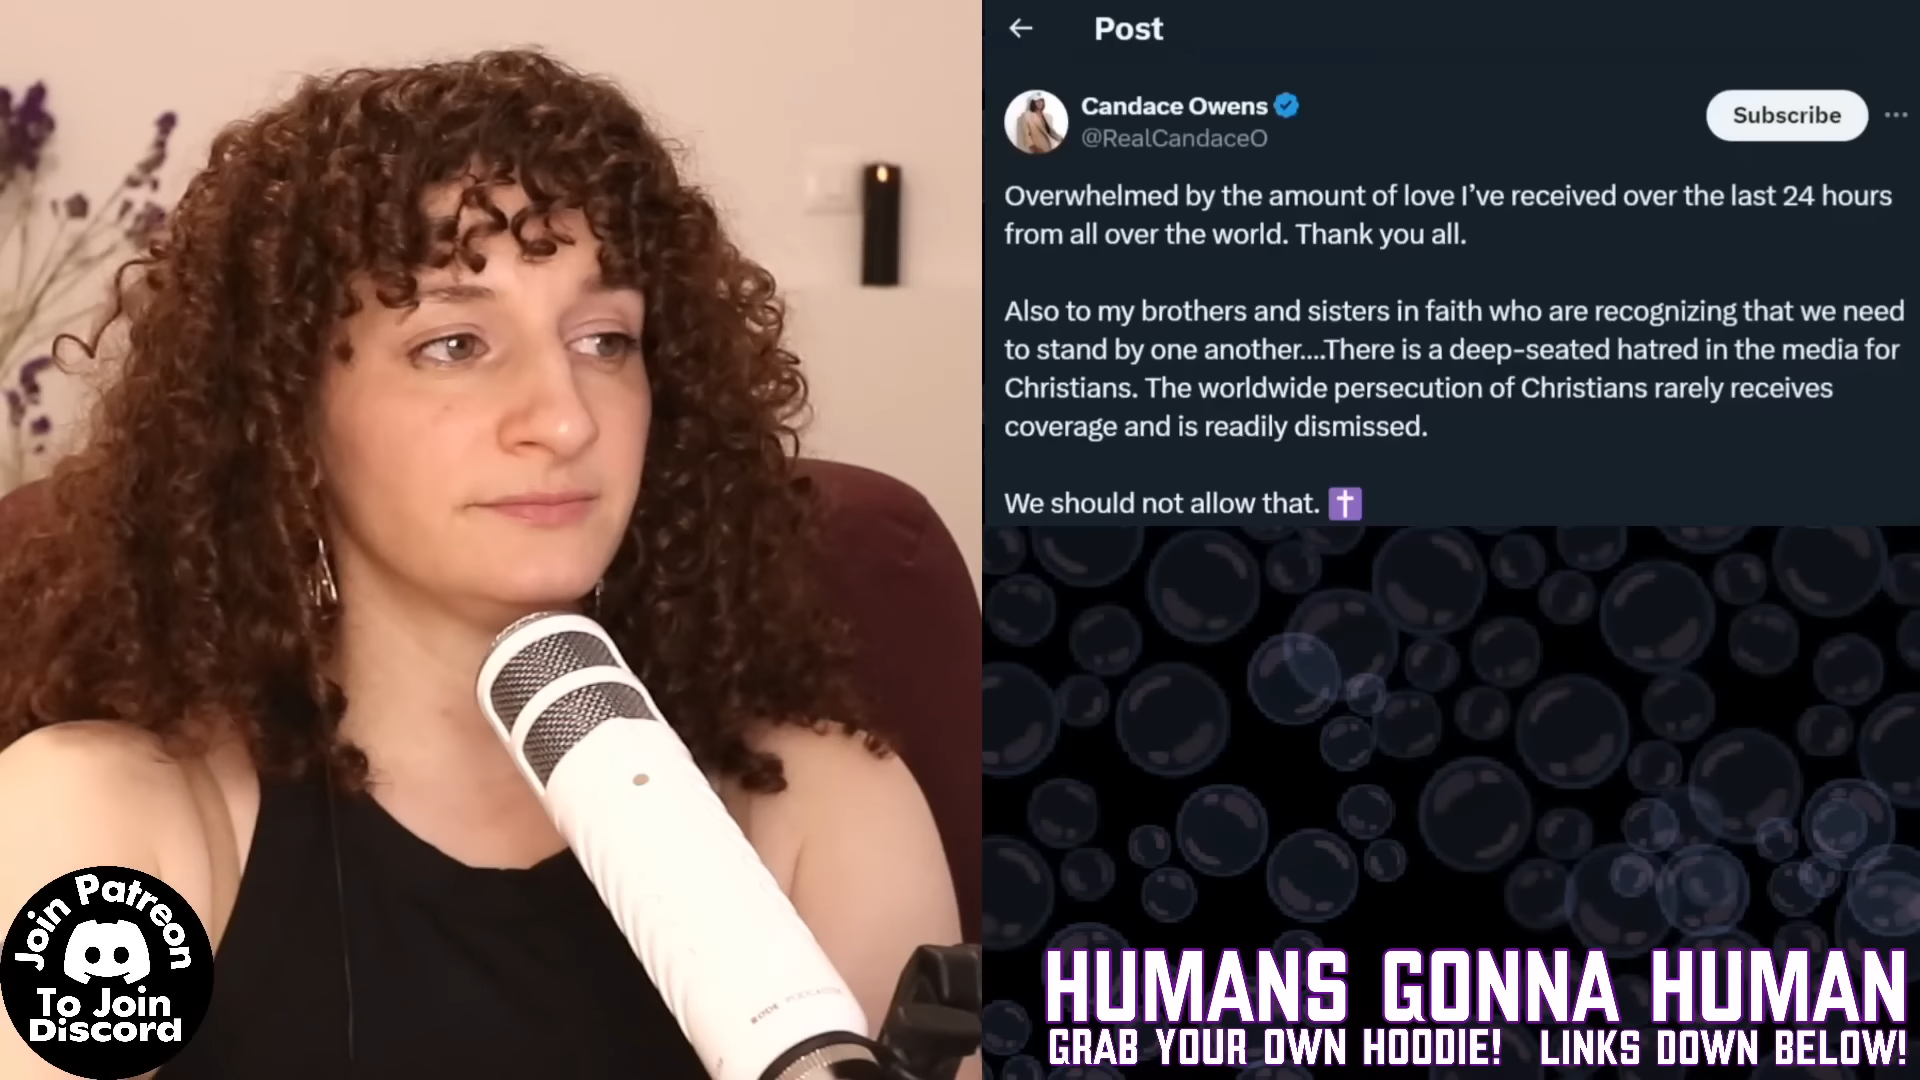 Post
Candace Owens
@RealCandaceO
Subscribe
Overwhelmed by the amount of love I’ve received over the last 24 hours
from all over the world. Thank you all.
Also to my brothers and sisters in faith who are recognizing that we need
to stand by one another....There is a deep-seated hatred in the media for
Christians. The worldwide persecution of Christians rarely receives
coverage and is readily dismissed.
We should not allow that. ✝️
Join Patreon
To Join
Discord
HUMANS GONNA HUMAN
GRAB YOUR OWN HOODIE! LINKS DOWN BELOW!